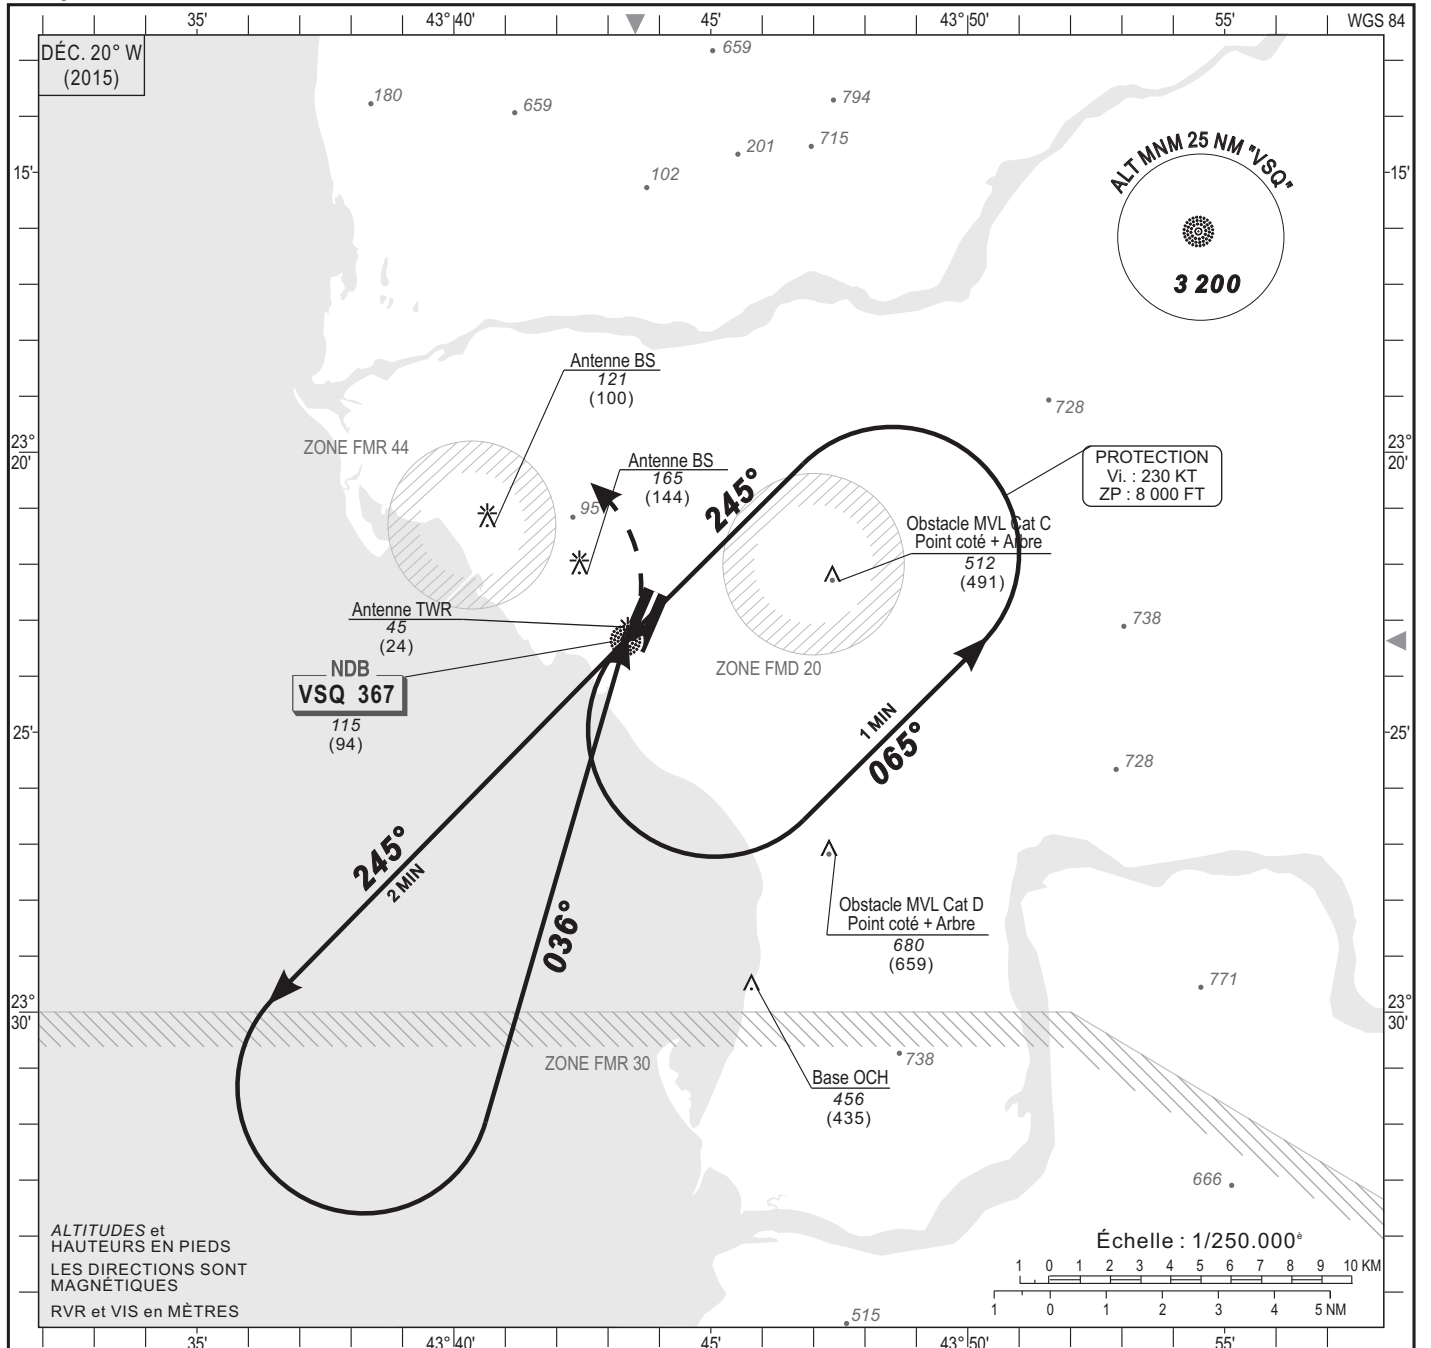 35'
43°40'
45'
43°50'
55'
WGS 84
DÉC. 20° W
(2015)
659
180
659
794
715
201
102
15'
15'
ALT MNM 25 NM "VSQ"
3 200
Antenne BS
121
(100)
728
ZONE FMR 44
23°
20'
23°
20'
PROTECTION
Vi. : 230 KT
ZP : 8 000 FT
Antenne BS
165
(144)
245°
95
Obstacle MVL Cat C
Point coté + Arbre
512
(491)
Antenne TWR
45
(24)
738
NDB
VSQ 367
115
(94)
ZONE FMD 20
25'
25'
1 MIN
065°
728
245°
2 MIN
036°
Obstacle MVL Cat D
Point coté + Arbre
680
(659)
771
23°
30'
23°
30'
ZONE FMR 30
738
Base OCH
456
(435)
666
ALTITUDES et
HAUTEURS EN PIEDS
LES DIRECTIONS SONT
MAGNÉTIQUES
RVR et VIS en MÈTRES
Échelle : 1/250.000è
1 0 1 2 3 4 5 6 7 8 9 10 KM
1 0 1 2 3 4 5 NM
515
35'
43°40'
45'
43°50'
55'